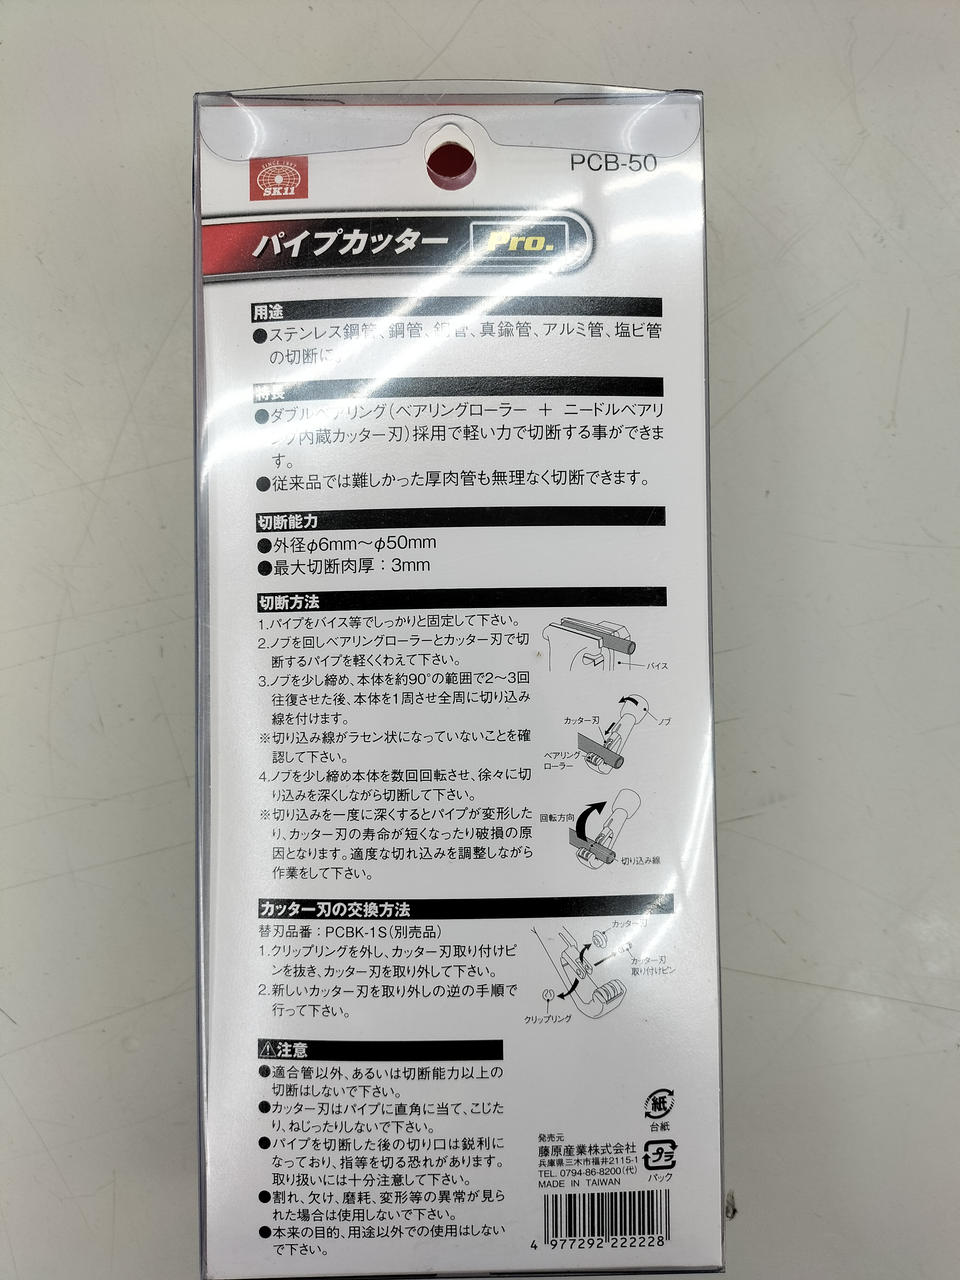 SINCE 1897
SK11
PCB-50
パイプカッター Pro.
用途
●ステンレス鋼管、鋼管、銅管、真鍮管、アルミ管、塩ビ管
の切断に。
特長
●ダブルベアリング(ベアリングローラー + ニードルベアリ
ング内蔵カッター刃)採用で軽い力で切断する事ができま
す。
●従来品では難しかった厚肉管も無理なく切断できます。
切断能力
●外径φ6mm～φ50mm
●最大切断肉厚：3mm
切断方法
1.パイプをバイス等でしっかりと固定して下さい。
2.ノブを回しベアリングローラーとカッター刃で切
断するパイプを軽くくわえて下さい。
3.ノブを少し締め、本体を約90°の範囲で2～3回
往復させた後、本体を1周させ全周に切り込み
線を付けます。
※切り込み線がラセン状になっていないことを確
認して下さい。
4.ノブを少し締め本体を数回回転させ、徐々に切
り込みを深くしながら切断して下さい。
※切り込みを一度に深くするとパイプが変形した
り、カッター刃の寿命が短くなったり破損の原
因となります。適度な切れ込みを調整しながら
作業をして下さい。
バイス
カッター刃
ノブ
ベアリング
ローラー
回転方向
切り込み線
カッター刃の交換方法
替刃品番：PCBK-1S(別売品)
1.クリップリングを外し、カッター刃取り付けピ
ンを抜き、カッター刃を取り外して下さい。
2.新しいカッター刃を取り外しの逆の手順で
行って下さい。
カッター刃
カッター刃
取り付けピン
クリップリング
注意
●適合管以外、あるいは切断能力以上の
切断はしないで下さい。
●カッター刃はパイプに直角に当て、こじた
り、ねじったりしないで下さい。
●パイプを切断した後の切り口は鋭利に
なっており、指等を切る恐れがあります。
取り扱いには十分注意して下さい。
●割れ、欠け、磨耗、変形等の異常が見ら
れた場合は使用しないで下さい。
●本来の目的、用途以外での使用はしない
で下さい。
紙
台紙
プラ
パック
発売元
藤原産業株式会社
兵庫県三木市福井2115-1
TEL. 0794-86-8200(代)
MADE IN TAIWAN
4 977292 222228